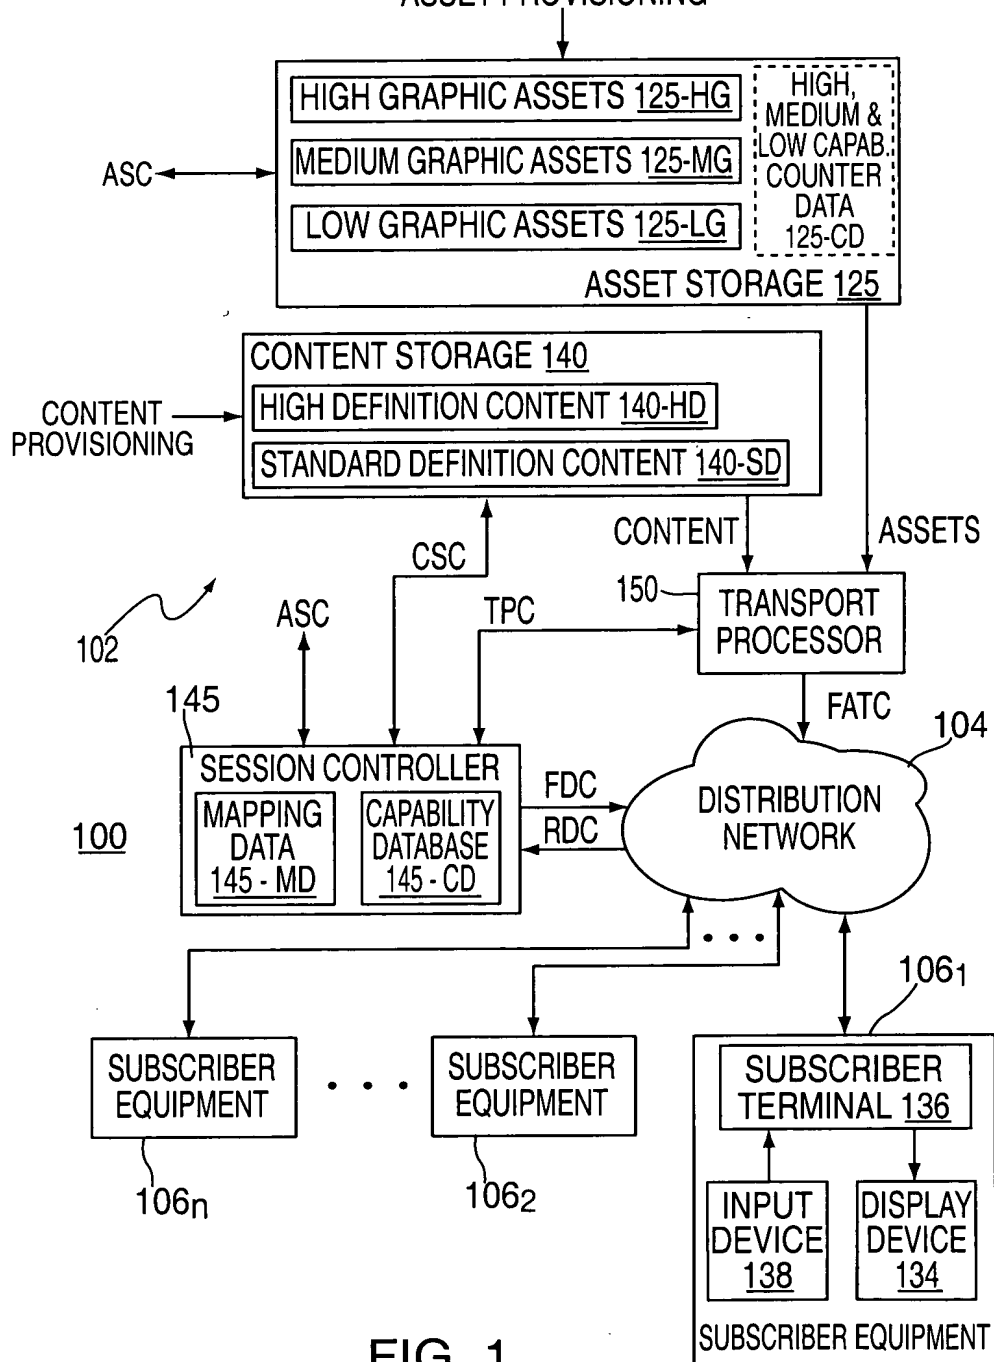 ASSET PROVISIONING
HIGH GRAPHIC ASSETS 125-HG
MEDIUM GRAPHIC ASSETS 125-MG
LOW GRAPHIC ASSETS 125-LG
HIGH,
MEDIUM &
LOW CAPAB.
COUNTER
DATA
125-CD
ASC
ASSET STORAGE 125
CONTENT STORAGE 140
HIGH DEFINITION CONTENT 140-HD
STANDARD DEFINITION CONTENT 140-SD
CONTENT
PROVISIONING
CONTENT
ASSETS
CSC
150
TRANSPORT
PROCESSOR
TPC
ASC
102
FATC
145
104
SESSION CONTROLLER
MAPPING
DATA
145 - MD
CAPABILITY
DATABASE
145 - CD
FDC
RDC
DISTRIBUTION
NETWORK
100
. . .
106₁
SUBSCRIBER
EQUIPMENT
. . .
SUBSCRIBER
EQUIPMENT
SUBSCRIBER
TERMINAL 136
106n
106₂
INPUT
DEVICE
138
DISPLAY
DEVICE
134
SUBSCRIBER EQUIPMENT
FIG. 1